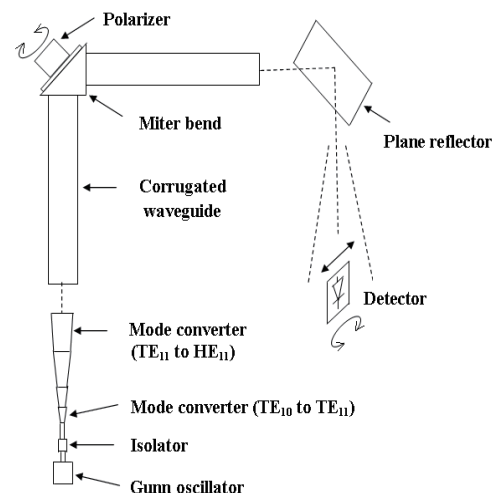 Polarizer
Miter bend
Plane reflector
Corrugated
waveguide
Detector
Mode converter
(TE₁₁ to HE₁₁)
Mode converter (TE₁₀ to TE₁₁)
Isolator
Gunn oscillator